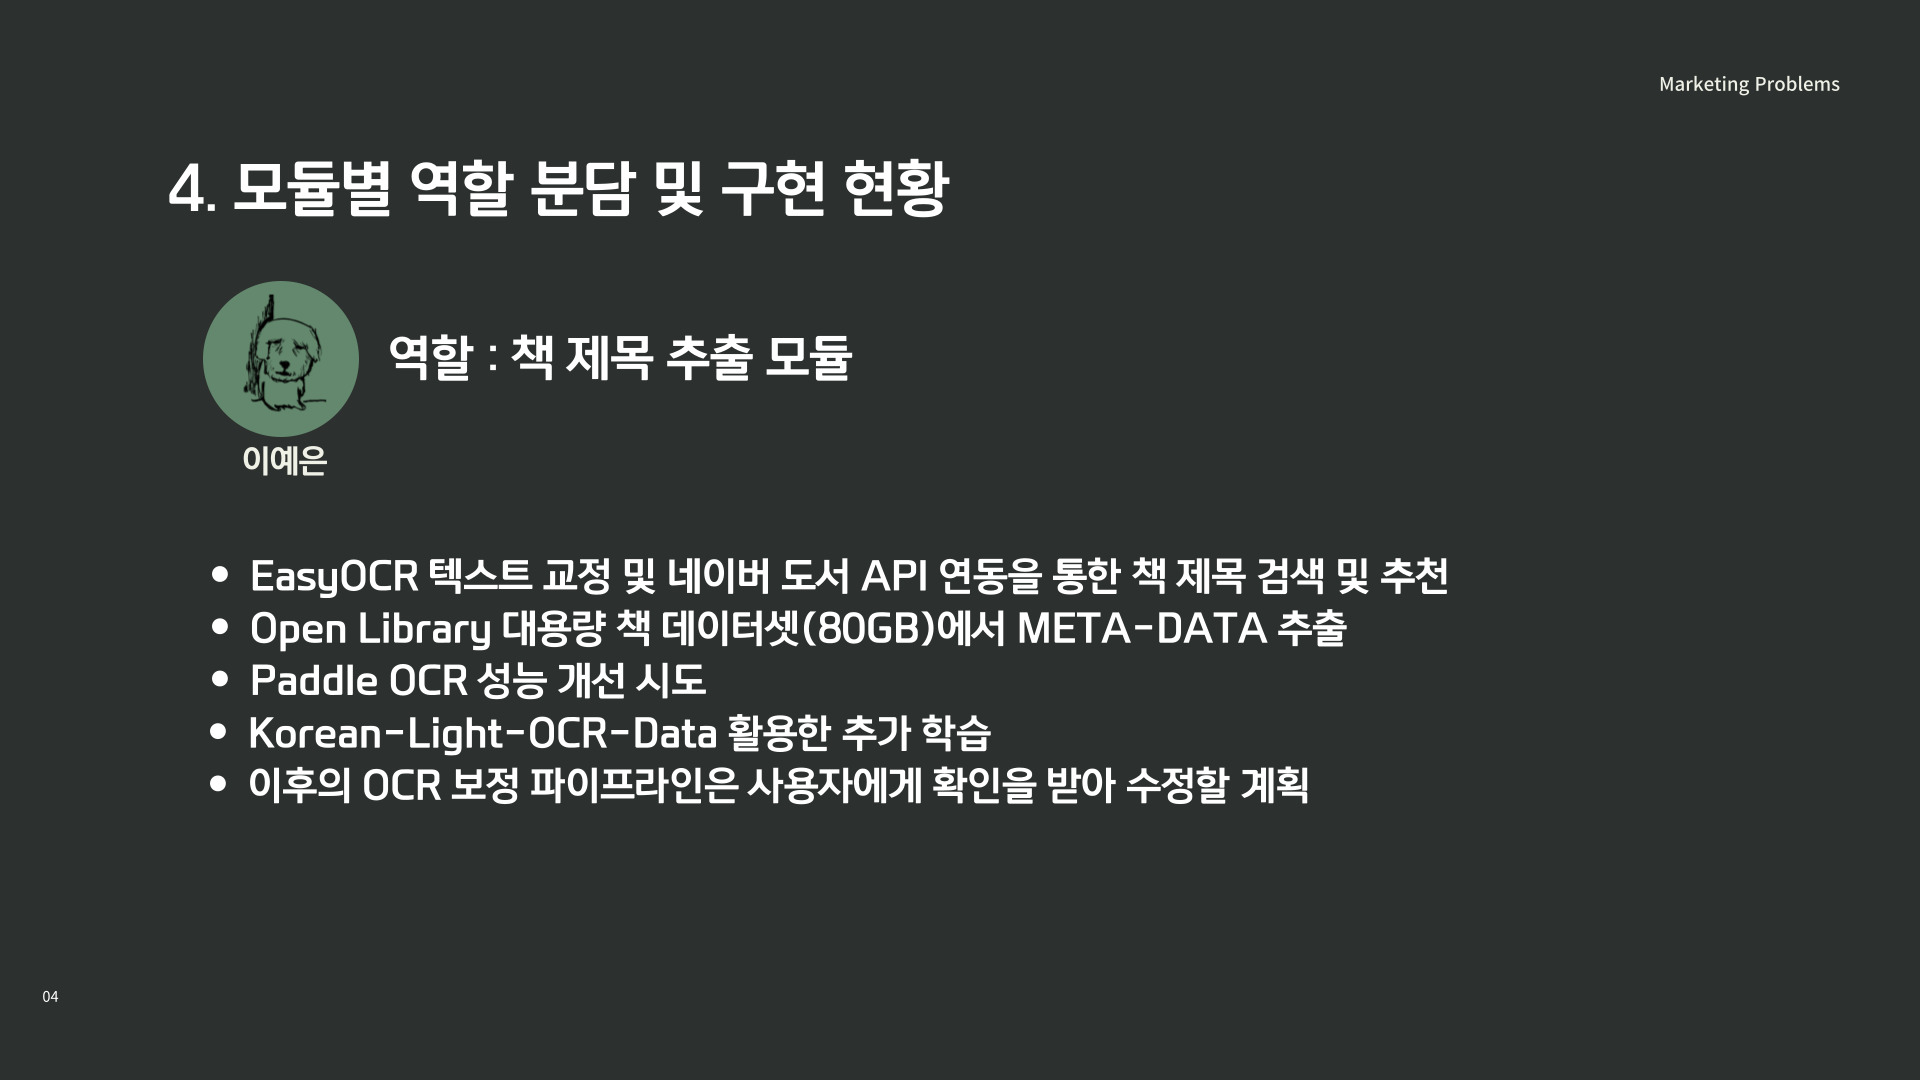 Marketing Problems
4. 모듈별 역할 분담 및 구현 현황
역할 : 책 제목 추출 모듈
이예은
• EasyOCR 텍스트 교정 및 네이버 도서 API 연동을 통한 책 제목 검색 및 추천
• Open Library 대용량 책 데이터셋(80GB)에서 META-DATA 추출
• Paddle OCR 성능 개선 시도
• Korean-Light-OCR-Data 활용한 추가 학습
• 이후의 OCR 보정 파이프라인은 사용자에게 확인을 받아 수정할 계획
04